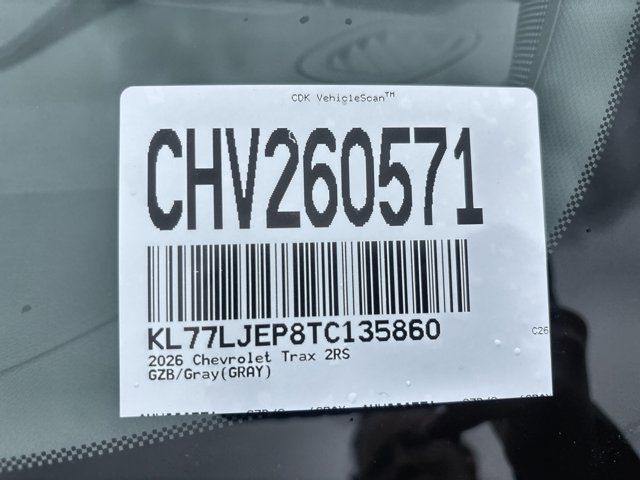 CDK VehicleScan™
CHV260571
KL77LJEP8TC135860
C26
2026 Chevrolet Trax 2RS
GZB/Gray(GRAY)